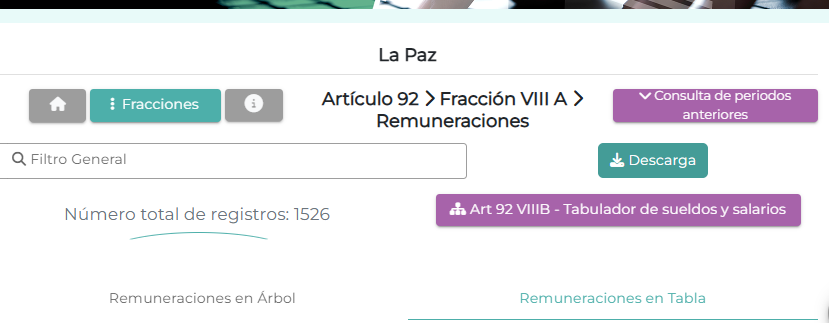 La Paz
Fracciones
Artículo 92 > Fracción VIII A >
Remuneraciones
Consulta de periodos
anteriores
Filtro General
Descarga
Número total de registros: 1526
Art 92 VIIIB - Tabulador de sueldos y salarios
Remuneraciones en Árbol
Remuneraciones en Tabla